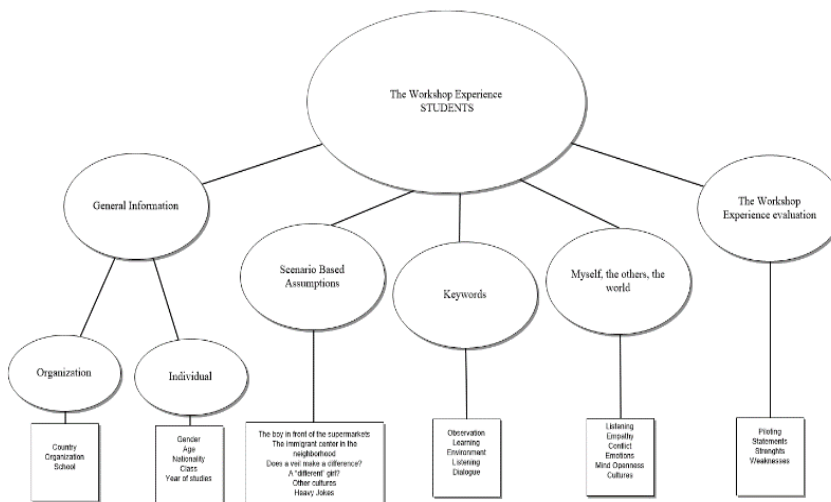 The Workshop Experience
STUDENTS
General Information
The Workshop
Experience evaluation
Scenario Based
Assumptions
Keywords
Myself, the others, the
world
Organization
Individual
Country
Organization
School
Gender
Age
Nationality
Class
Year of studies
The boy in front of the supermarkets
The immigrant center in the
neighborhood
Does a veil make a difference?
A "different' girl?
Other cultures
Heavy Jokes
Observation
Learning
Environment
Listening
Dialogue
Listening
Empathy
Conflict
Emotions
Mind Openness
Cultures
Piloting
Statements
Strenghts
Weaknesses